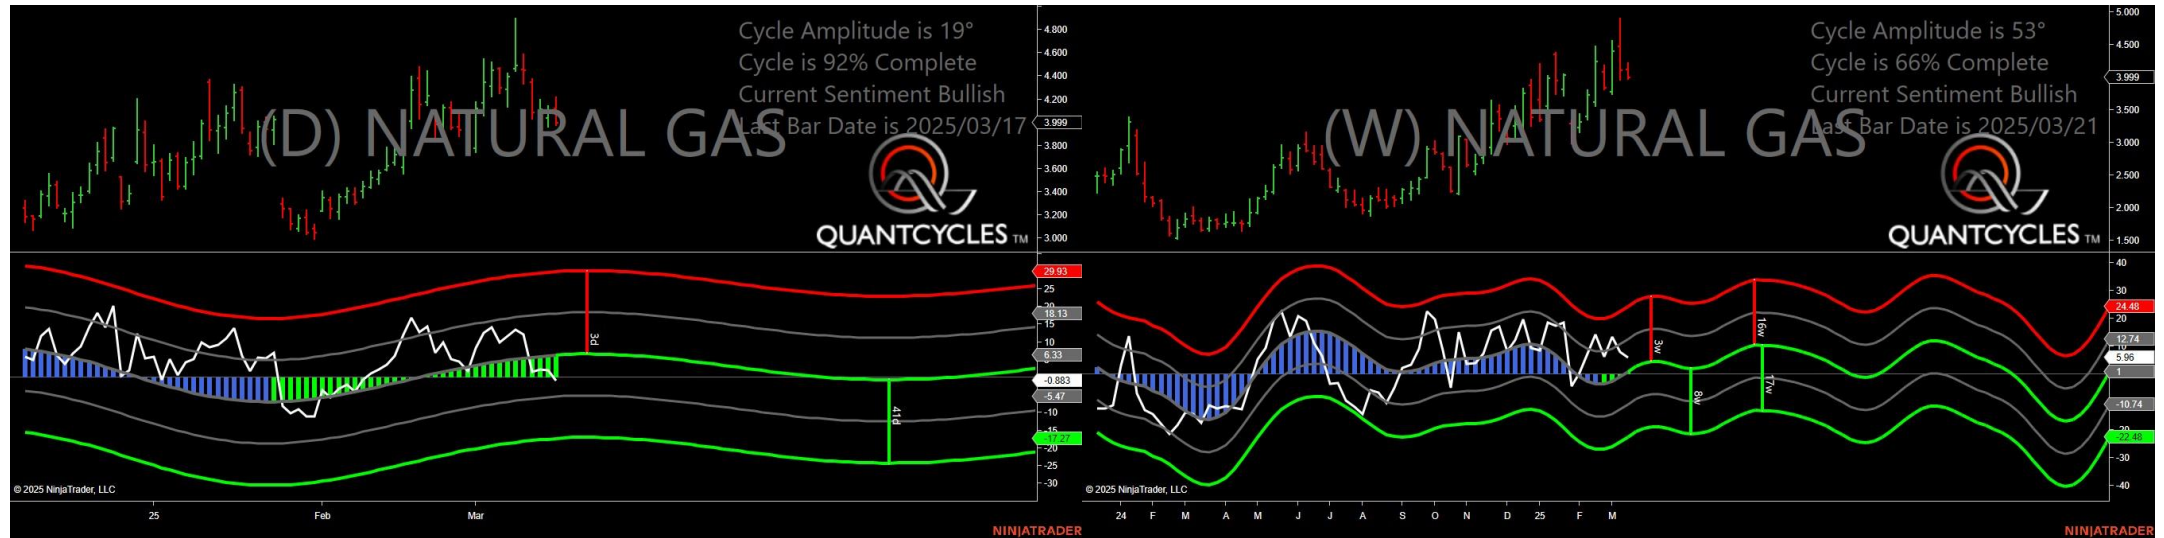 Cycle Amplitude is 19°
Cycle is 92% Complete
Current Sentiment Bullish
Last Bar Date is 2025/03/17
(D) NATURAL GAS
QUANTCYCLES TM
4.800
4.600
4.400
4.200
3.999
3.800
3.600
3.400
3.200
3.000
29.93
25
20
18.13
15
10
6.33
-0.883
-5.47
-10
-15
-17.27
-20
-25
-30
3d
41d
© 2025 NinjaTrader, LLC
25
Feb
Mar
NINJATRADER
Cycle Amplitude is 53°
Cycle is 66% Complete
Current Sentiment Bullish
Last Bar Date is 2025/03/21
(W) NATURAL GAS
QUANTCYCLES TM
5.000
4.500
3.999
3.500
3.000
2.500
2.000
1.500
40
30
24.48
20
12.74
5.96
1
-10.74
-22.48
-30
-40
3w
8w
16w
17w
© 2025 NinjaTrader, LLC
24
F
M
A
M
J
J
A
S
O
N
D
25
F
M
NINJATRADER